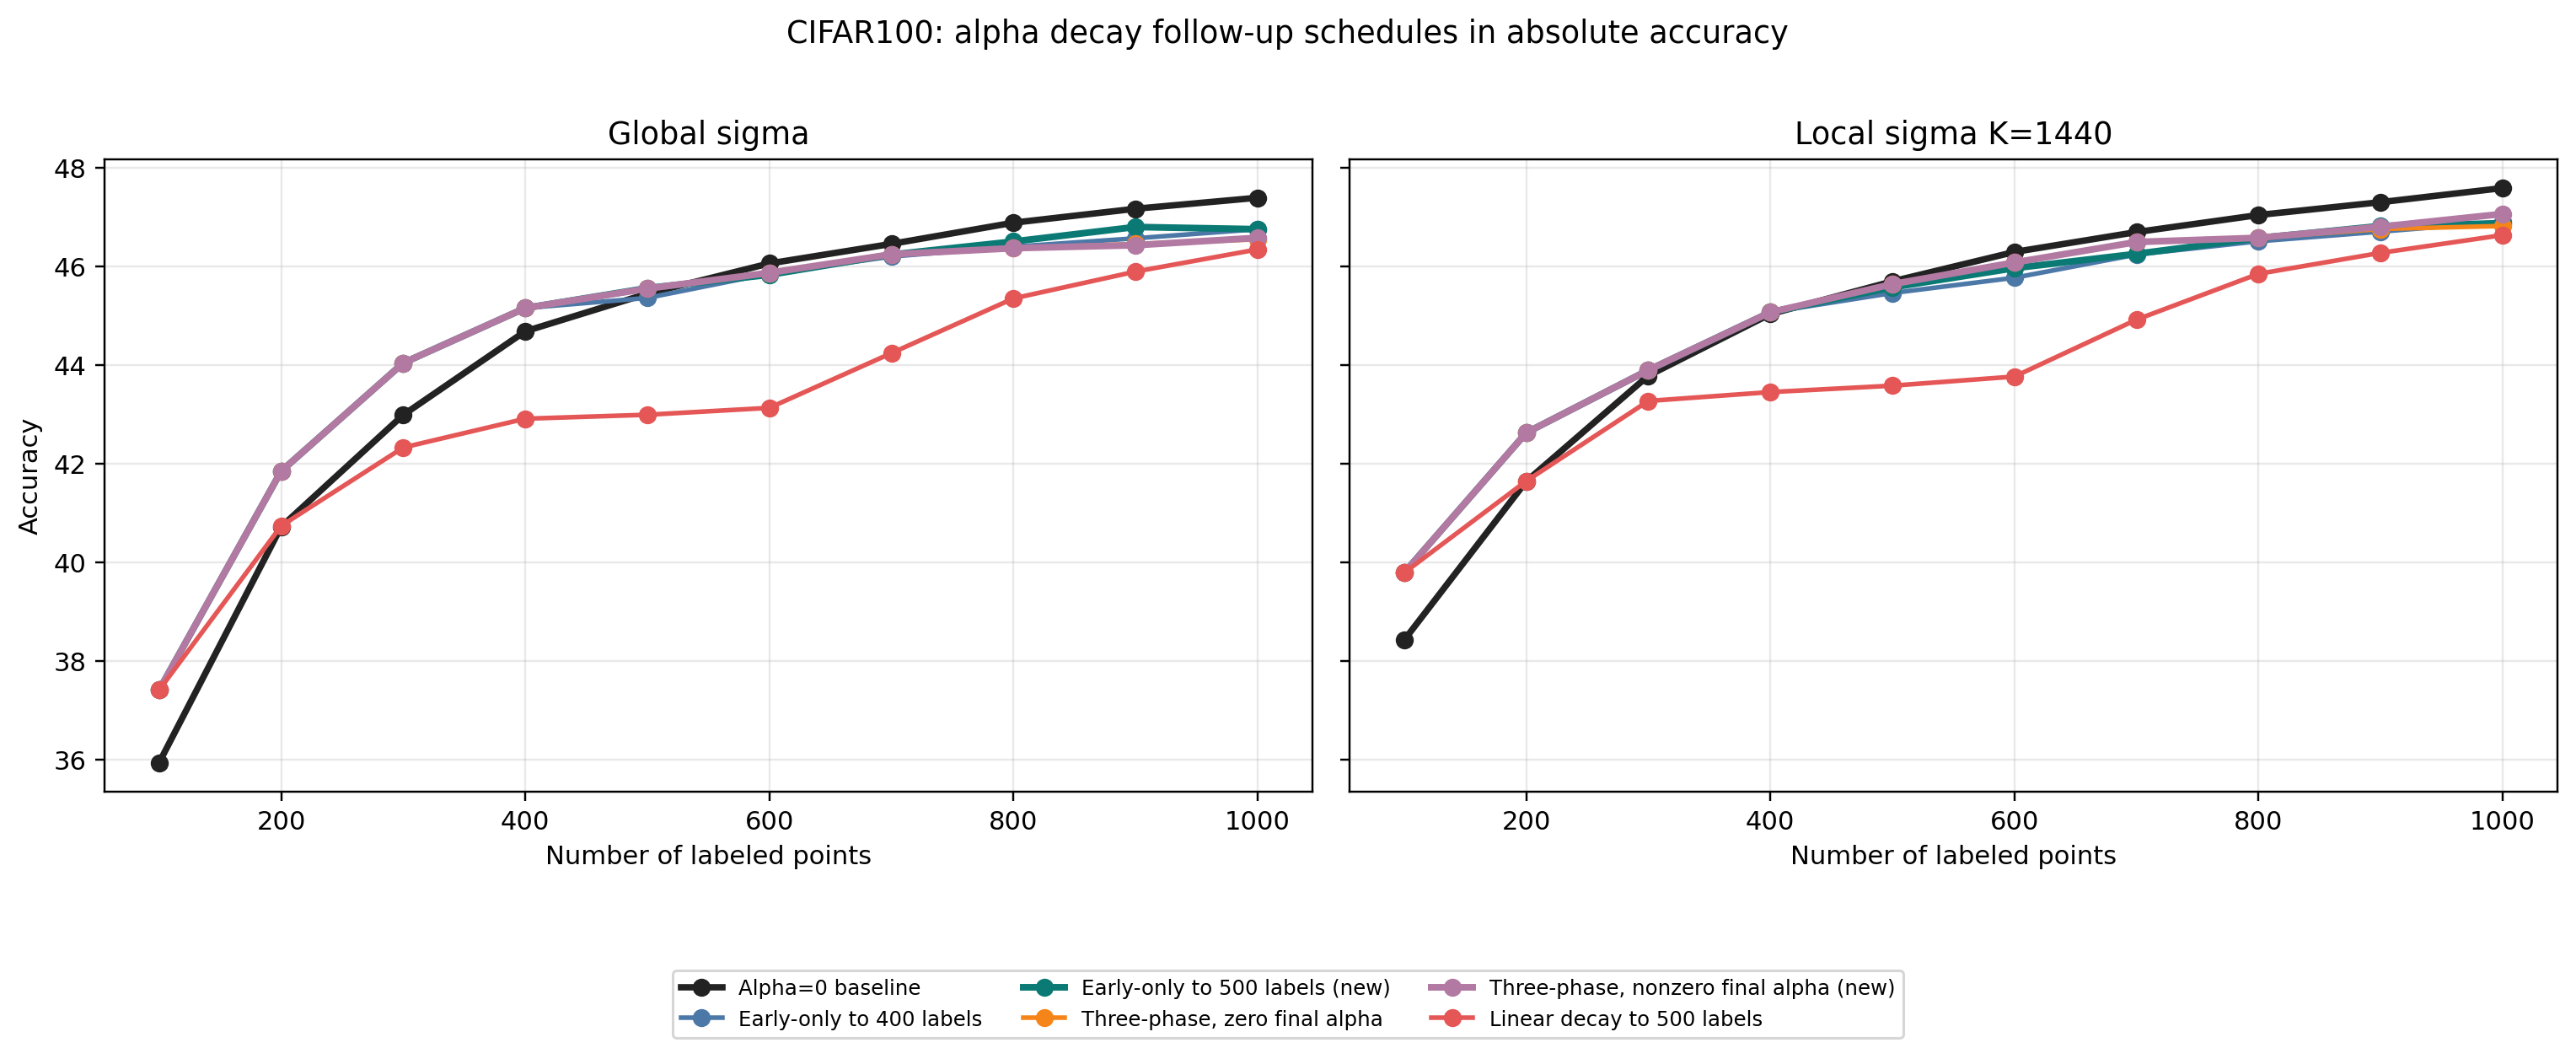 CIFAR100: alpha decay follow-up schedules in absolute accuracy
Global sigma
Local sigma K=1440
Accuracy
48
46
44
42
40
38
36
200 400 600 800 1000
200 400 600 800 1000
Number of labeled points
Number of labeled points
Alpha=0 baseline
Early-only to 400 labels
Early-only to 500 labels (new)
Three-phase, zero final alpha
Three-phase, nonzero final alpha (new)
Linear decay to 500 labels